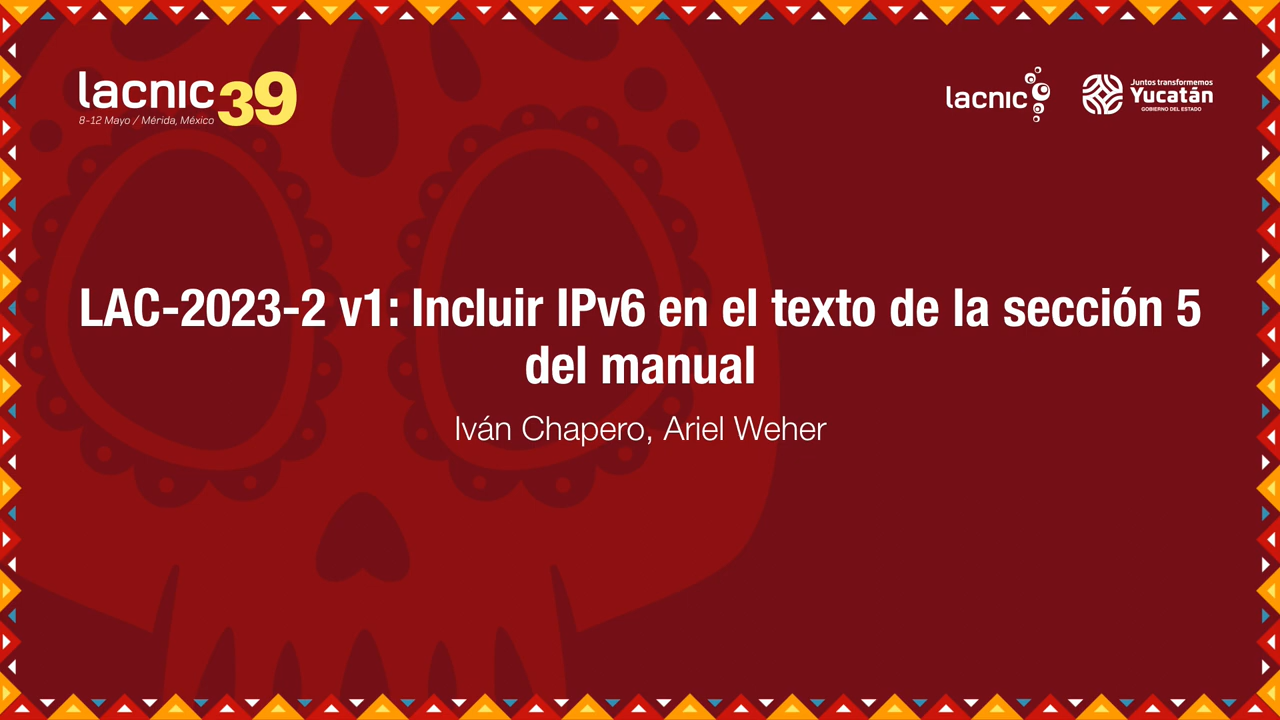 lacnic39
8-12 Mayo / Mérida, México
lacnic
Juntos transformemos
Yucatán
GOBIERNO DEL ESTADO
LAC-2023-2 v1: Incluir IPv6 en el texto de la sección 5
del manual
Iván Chapero, Ariel Weher